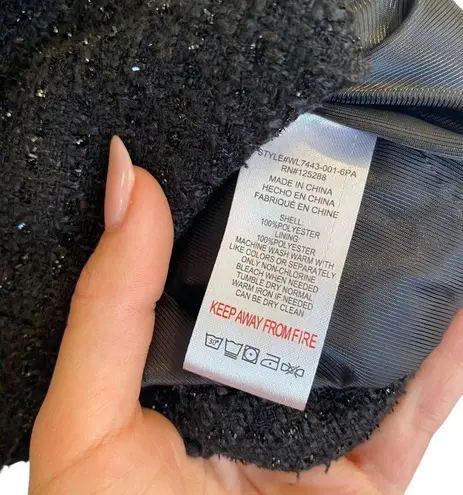 STYLE#WL7443-001-6PA
RN#125288
MADE IN CHINA
HECHO EN CHINA
FABRIQUÉ EN CHINE
SHELL:
100%POLYESTER
LINING:
100%POLYESTER
MACHINE WASH WARM WITH
LIKE COLORS OR SEPARATELY
ONLY NON-CHLORINE
BLEACH WHEN NEEDED
TUMBLE DRY NORMAL
WARM IRON IF NEEDED
CAN BE DRY CLEAN
KEEP AWAY FROM FIRE
30°